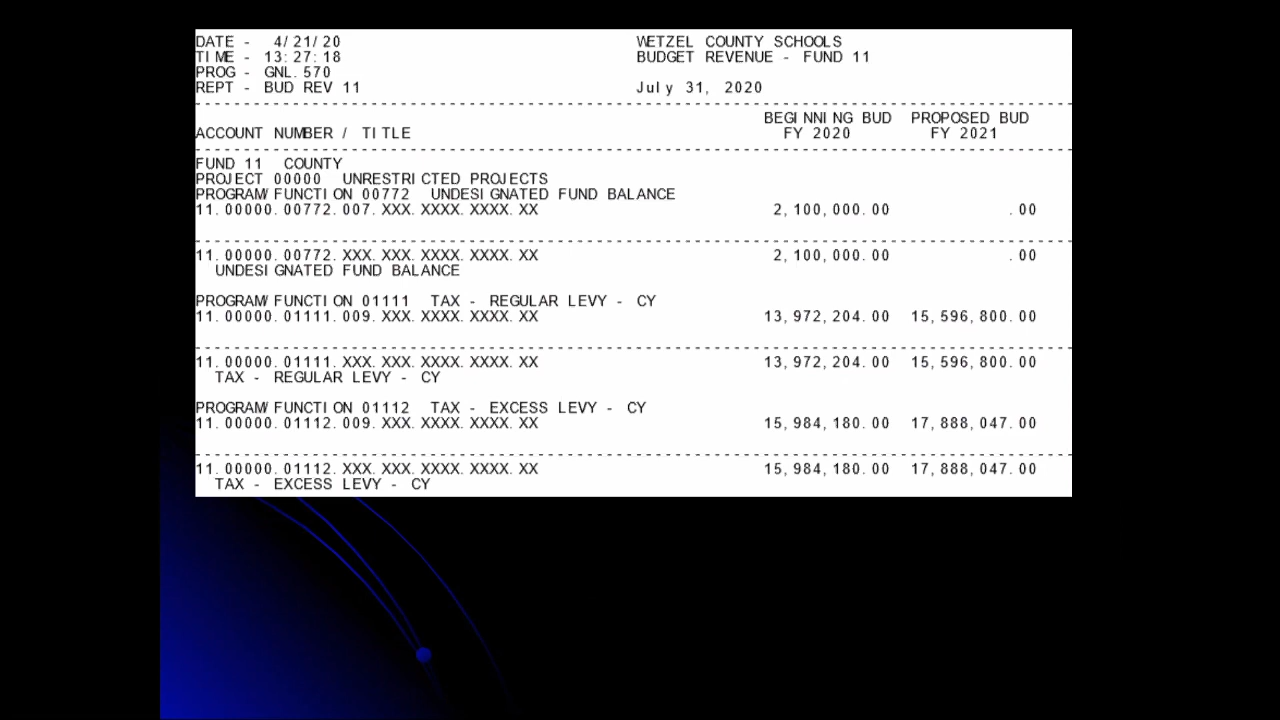 DATE - 4/21/20 WETZEL COUNTY SCHOOLS
TIME - 13:27:18 BUDGET REVENUE - FUND 11
PROG - GNL.570
REPT - BUD REV 11 July 31, 2020
BEGINNING BUD PROPOSED BUD
ACCOUNT NUMBER / TITLE FY 2020 FY 2021
FUND 11 COUNTY
PROJECT 00000 UNRESTRICTED PROJECTS
PROGRAM/FUNCTION 00772 UNDESIGNATED FUND BALANCE
11.00000.00772.007.XXX.XXXX.XXXX.XX 2,100,000.00 .00
11.00000.00772.XXX.XXX.XXXX.XXXX.XX 2,100,000.00 .00
UNDESIGNATED FUND BALANCE
PROGRAM/FUNCTION 01111 TAX - REGULAR LEVY - CY
11.00000.01111.009.XXX.XXXX.XXXX.XX 13,972,204.00 15,596,800.00
11.00000.01111.XXX.XXX.XXXX.XXXX.XX 13,972,204.00 15,596,800.00
TAX - REGULAR LEVY - CY
PROGRAM/FUNCTION 01112 TAX - EXCESS LEVY - CY
11.00000.01112.009.XXX.XXXX.XXXX.XX 15,984,180.00 17,888,047.00
11.00000.01112.XXX.XXX.XXXX.XXXX.XX 15,984,180.00 17,888,047.00
TAX - EXCESS LEVY - CY